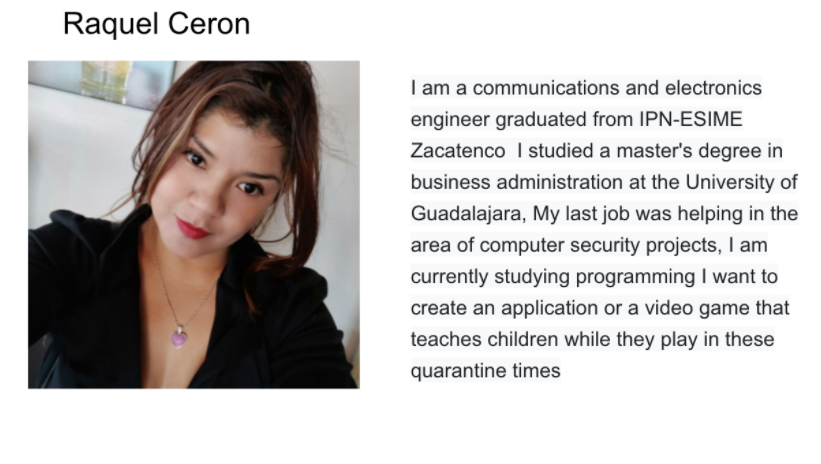 Raquel Ceron
I am a communications and electronics
engineer graduated from IPN-ESIME
Zacatenco  I studied a master's degree in
business administration at the University of
Guadalajara, My last job was helping in the
area of computer security projects, I am
currently studying programming I want to
create an application or a video game that
teaches children while they play in these
quarantine times